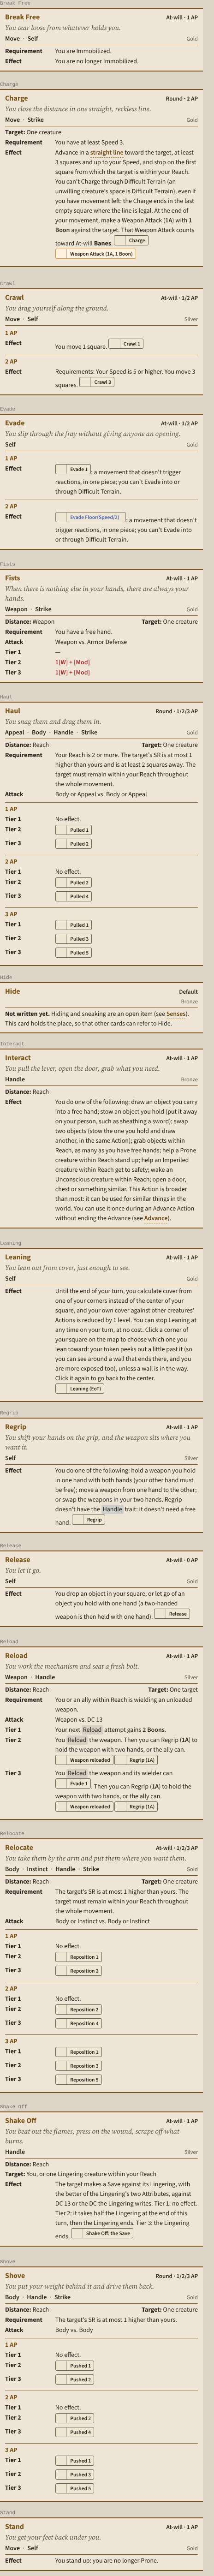 Break Free
Break Free At-will · 1 AP
You tear loose from whatever holds you.
Move · Self Gold
Requirement You are Immobilized.
Effect You are no longer Immobilized.
Charge
Charge Round · 2 AP
You close the distance in one straight, reckless line.
Move · Strike Gold
Target: One creature
Requirement You have at least Speed 3.
Effect Advance in a straight line toward the target, at least
3 squares and up to your Speed, and stop on the first
square from which the target is within your Reach.
You can't Charge through Difficult Terrain (an
unwilling creature's space is Difficult Terrain), even if
you have movement left: the Charge ends in the last
empty square where the line is legal. At the end of
your move, make a Weapon Attack (1A) with 1
Boon against the target. That Weapon Attack counts
toward At-will Banes. Charge
Weapon Attack (1A, 1 Boon)
Crawl
Crawl At-will · 1/2 AP
You drag yourself along the ground.
Move · Self Silver
1 AP
Effect You move 1 square. Crawl 1
2 AP
Effect Requirements: Your Speed is 5 or higher. You move 3
squares. Crawl 3
Evade
Evade At-will · 1/2 AP
You slip through the fray without giving anyone an opening.
Self Gold
1 AP
Effect Evade 1 : a movement that doesn't trigger
reactions, in one piece; you can't Evade into or
through Difficult Terrain.
2 AP
Effect Evade Floor(Speed/2) : a movement that doesn't
trigger reactions, in one piece; you can't Evade into
or through Difficult Terrain.
Fists
Fists At-will · 1 AP
When there is nothing else in your hands, there are always your
hands.
Weapon · Strike Gold
Distance: Weapon Target: One creature
Requirement You have a free hand.
Attack Weapon vs. Armor Defense
Tier 1 —
Tier 2 1[W] + [Mod]
Tier 3 1[W] + [Mod]
Haul
Haul Round · 1/2/3 AP
You snag them and drag them in.
Appeal · Body · Handle · Strike Gold
Distance: Reach Target: One creature
Requirement Your Reach is 2 or more. The target's SR is at most 1
higher than yours and is at least 2 squares away. The
target must remain within your Reach throughout
the whole movement.
Attack Body or Appeal vs. Body or Appeal
1 AP
Tier 1 No effect.
Tier 2 Pulled 1
Tier 3 Pulled 2
2 AP
Tier 1 No effect.
Tier 2 Pulled 2
Tier 3 Pulled 4
3 AP
Tier 1 Pulled 1
Tier 2 Pulled 3
Tier 3 Pulled 5
Hide
Hide Default
Bronze
Not written yet. Hiding and sneaking are an open item (see Senses).
This card holds the place, so that other cards can refer to Hide.
Interact
Interact At-will · 1 AP
You pull the lever, open the door, grab what you need.
Handle Bronze
Distance: Reach
Effect You do one of the following: draw an object you carry
into a free hand; stow an object you hold (put it away
on your person, such as sheathing a sword); swap
two objects (stow the one you hold and draw
another, in the same Action); grab objects within
Reach, as many as you have free hands; help a Prone
creature within Reach stand up; help an Immobilized
creature within Reach get to safety; wake an
Unconscious creature within Reach; open a door,
chest or something similar. This Action is broader
than most: it can be used for similar things in the
world. You can use it once during an Advance Action
without ending the Advance (see Advance).
Leaning
Leaning At-will · 1 AP
You lean out from cover, just enough to see.
Self Gold
Effect Until the end of your turn, you calculate cover from
one of your corners instead of the center of your
square, and your own cover against other creatures'
Actions is reduced by 1 level. You can stop Leaning at
any time on your turn, at no cost. Click a corner of
your square on the map to choose which one you
lean toward: your token peeks out a little past it (so
you can see around a wall that ends there, and you
are more exposed too), unless a wall is in the way.
Click it again to go back to the center.
Leaning (EoT)
Regrip
Regrip At-will · 1 AP
You shift your hands on the grip, and the weapon sits where you
want it.
Self Silver
Effect You do one of the following: hold a weapon you hold
in one hand with both hands (your other hand must
be free); move a weapon from one hand to the other;
or swap the weapons in your two hands. Regrip
doesn't have the Handle trait: it doesn't need a free
hand. Regrip
Release
Release At-will · 0 AP
You let it go.
Self Gold
Effect You drop an object in your square, or let go of an
object you hold with one hand (a two-handed
weapon is then held with one hand). Release
Reload
Reload At-will · 1 AP
You work the mechanism and seat a fresh bolt.
Weapon · Handle Silver
Distance: Reach Target: One target
Requirement You or an ally within Reach is wielding an unloaded
weapon.
Attack Weapon vs. DC 13
Tier 1 Your next Reload attempt gains 2 Boons.
Tier 2 You Reload the weapon. Then you can Regrip (1A) to
hold the weapon with two hands, or the ally can.
Weapon reloaded Regrip (1A)
Tier 3 You Reload the weapon and its wielder can
Evade 1 . Then you can Regrip (1A) to hold the
weapon with two hands, or the ally can.
Weapon reloaded Regrip (1A)
Relocate
Relocate At-will · 1/2/3 AP
You take them by the arm and put them where you want them.
Body · Instinct · Handle · Strike Gold
Distance: Reach Target: One creature
Requirement The target's SR is at most 1 higher than yours. The
target must remain within your Reach throughout
the whole movement.
Attack Body or Instinct vs. Body or Instinct
1 AP
Tier 1 No effect.
Tier 2 Reposition 1
Tier 3 Reposition 2
2 AP
Tier 1 No effect.
Tier 2 Reposition 2
Tier 3 Reposition 4
3 AP
Tier 1 Reposition 1
Tier 2 Reposition 3
Tier 3 Reposition 5
Shake Off
Shake Off At-will · 1 AP
You beat out the flames, press on the wound, scrape off what
burns.
Handle Silver
Distance: Reach
Target: You, or one Lingering creature within your Reach
Effect The target makes a Save against its Lingering, with
the better of the Lingering's two Attributes, against
DC 13 or the DC the Lingering writes. Tier 1: no effect.
Tier 2: it takes half the Lingering at the end of this
turn, then the Lingering ends. Tier 3: the Lingering
ends. Shake Off: the Save
Shove
Shove Round · 1/2/3 AP
You put your weight behind it and drive them back.
Body · Handle · Strike Gold
Distance: Reach Target: One creature
Requirement The target's SR is at most 1 higher than yours.
Attack Body vs. Body
1 AP
Tier 1 No effect.
Tier 2 Pushed 1
Tier 3 Pushed 2
2 AP
Tier 1 No effect.
Tier 2 Pushed 2
Tier 3 Pushed 4
3 AP
Tier 1 Pushed 1
Tier 2 Pushed 3
Tier 3 Pushed 5
Stand
Stand At-will · 1 AP
You get your feet back under you.
Move · Self Gold
Effect You stand up: you are no longer Prone.